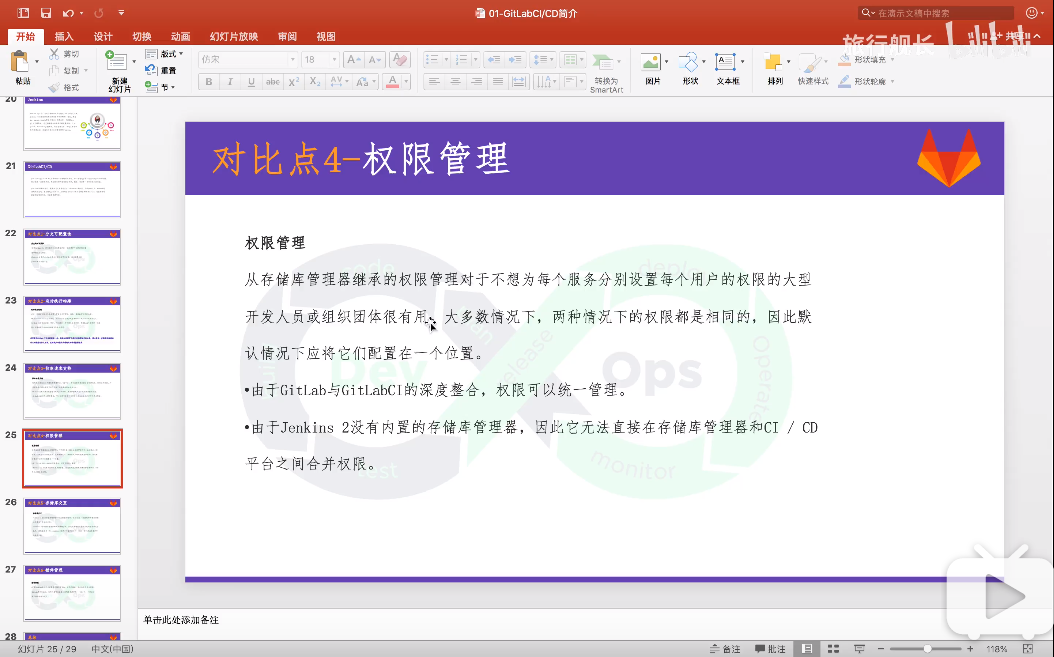 01-GitLabCI/CD简介
在演示文稿中搜索
开始 插入 设计 切换 动画 幻灯片放映 审阅 视图
旅行舰长
共享
粘贴
剪切
复制
格式
新建
幻灯片
版式
重置
节
仿宋 18
B I U abc X² X₂ AV Aa A
转换为
SmartArt
图片
形状
文本框
排列
快速样式
形状填充
形状轮廓
20
21
22
23
24
25
26
27
28
对比点4-权限管理
权限管理
从存储库管理器继承的权限管理对于不想为每个服务分别设置每个用户的权限的大型
开发人员或组织团体很有用。大多数情况下，两种情况下的权限都是相同的，因此默
认情况下应将它们配置在一个位置。
•由于GitLab与GitLabCI的深度整合，权限可以统一管理。
•由于Jenkins 2没有内置的存储库管理器，因此它无法直接在存储库管理器和CI / CD
平台之间合并权限。
Dev
Ops
test
monitor
Operate
单击此处添加备注
幻灯片 25 / 29 中文(中国)
备注 批注
118%